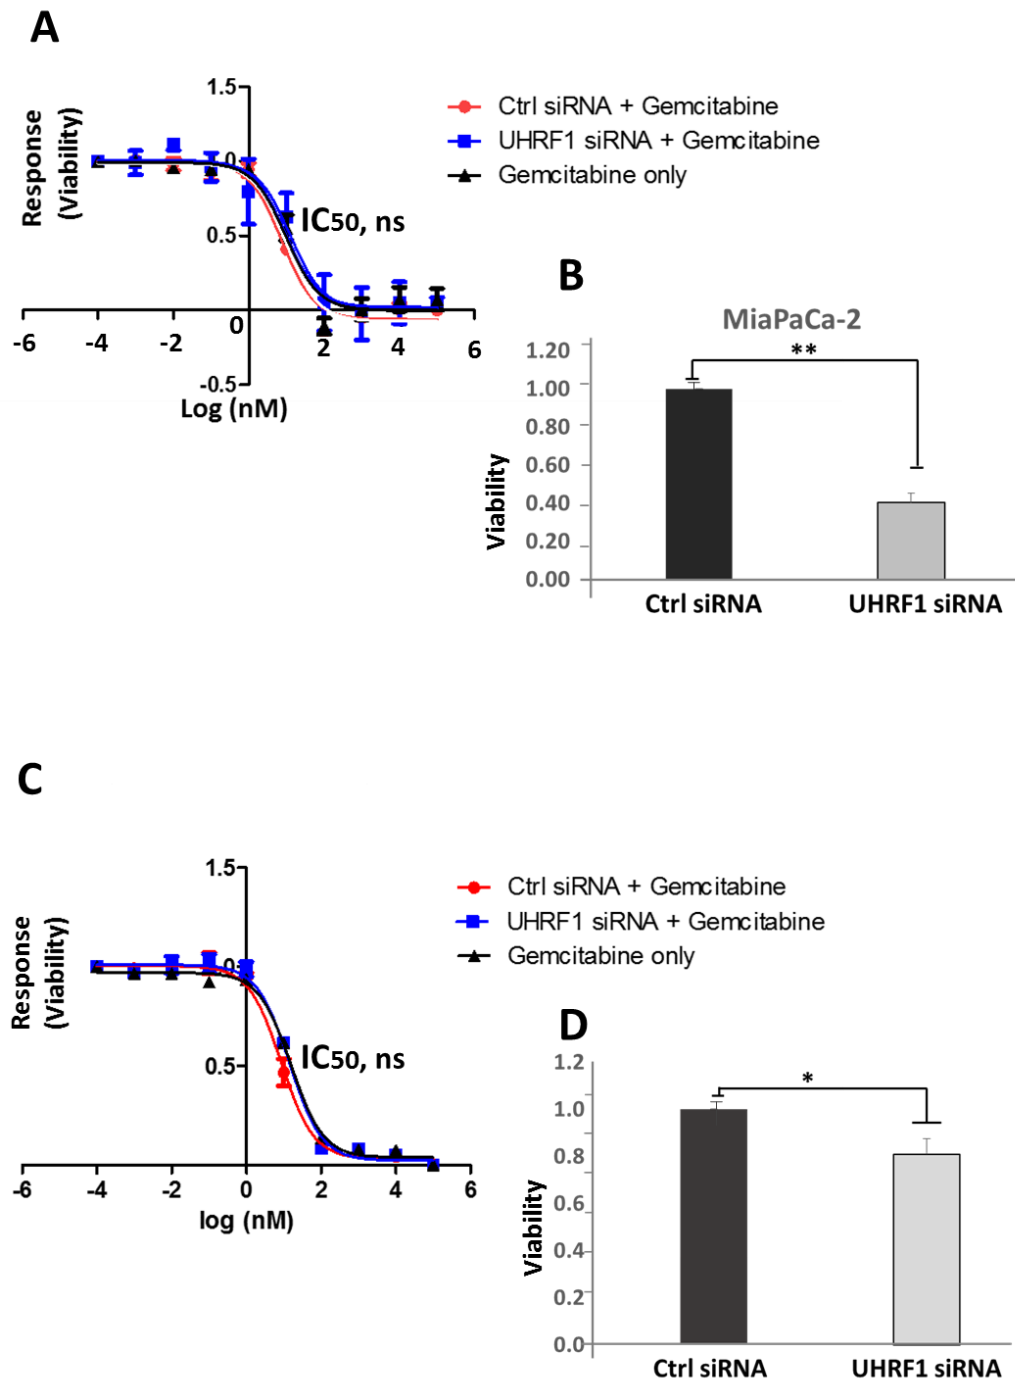 A
1.5
0
0.5
-0.5
Response
(Viability)
IC50, ns
-6
-4
-2
0
2
4
6
Log (nM)
Ctrl siRNA + Gemcitabine
UHRF1 siRNA + Gemcitabine
Gemcitabine only
B
MiaPaCa-2
**
1.20
1.00
0.80
0.60
0.40
0.20
0.00
Viability
Ctrl siRNA
UHRF1 siRNA
C
1.5
0
0.5
Response
(Viability)
IC50, ns
-6
-4
-2
0
2
4
6
log (nM)
Ctrl siRNA + Gemcitabine
UHRF1 siRNA + Gemcitabine
Gemcitabine only
D
*
1.2
1.0
0.8
0.6
0.4
0.2
0.0
Viability
Ctrl siRNA
UHRF1 siRNA